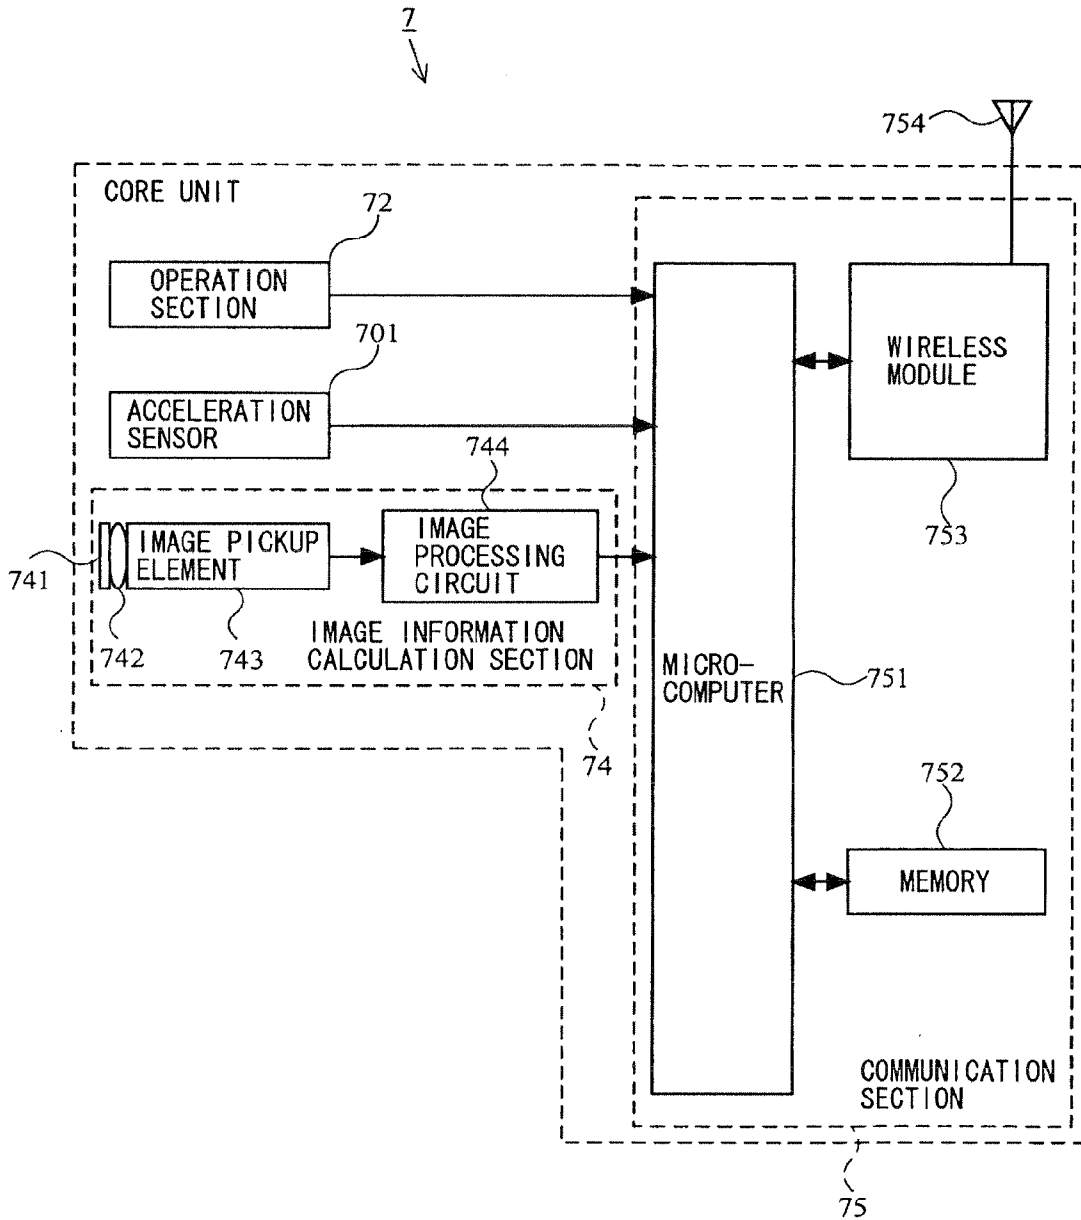 7
754
CORE UNIT
72
OPERATION
SECTION
701
WIRELESS
MODULE
ACCELERATION
SENSOR
744
753
741
IMAGE PICKUP
ELEMENT
IMAGE
PROCESSING
CIRCUIT
742
743
IMAGE INFORMATION
CALCULATION SECTION
MICRO-
COMPUTER
751
74
752
MEMORY
COMMUNICATION
SECTION
75